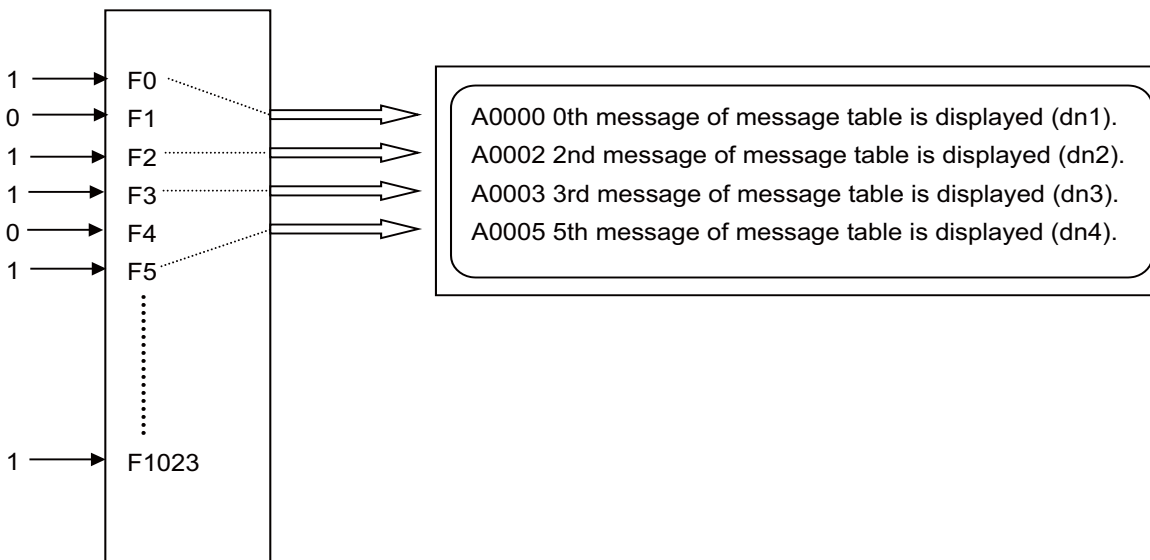 1 F0
0 F1
1 F2
1 F3
0 F4
1 F5
1 F1023
A0000 0th message of message table is displayed (dn1).
A0002 2nd message of message table is displayed (dn2).
A0003 3rd message of message table is displayed (dn3).
A0005 5th message of message table is displayed (dn4).